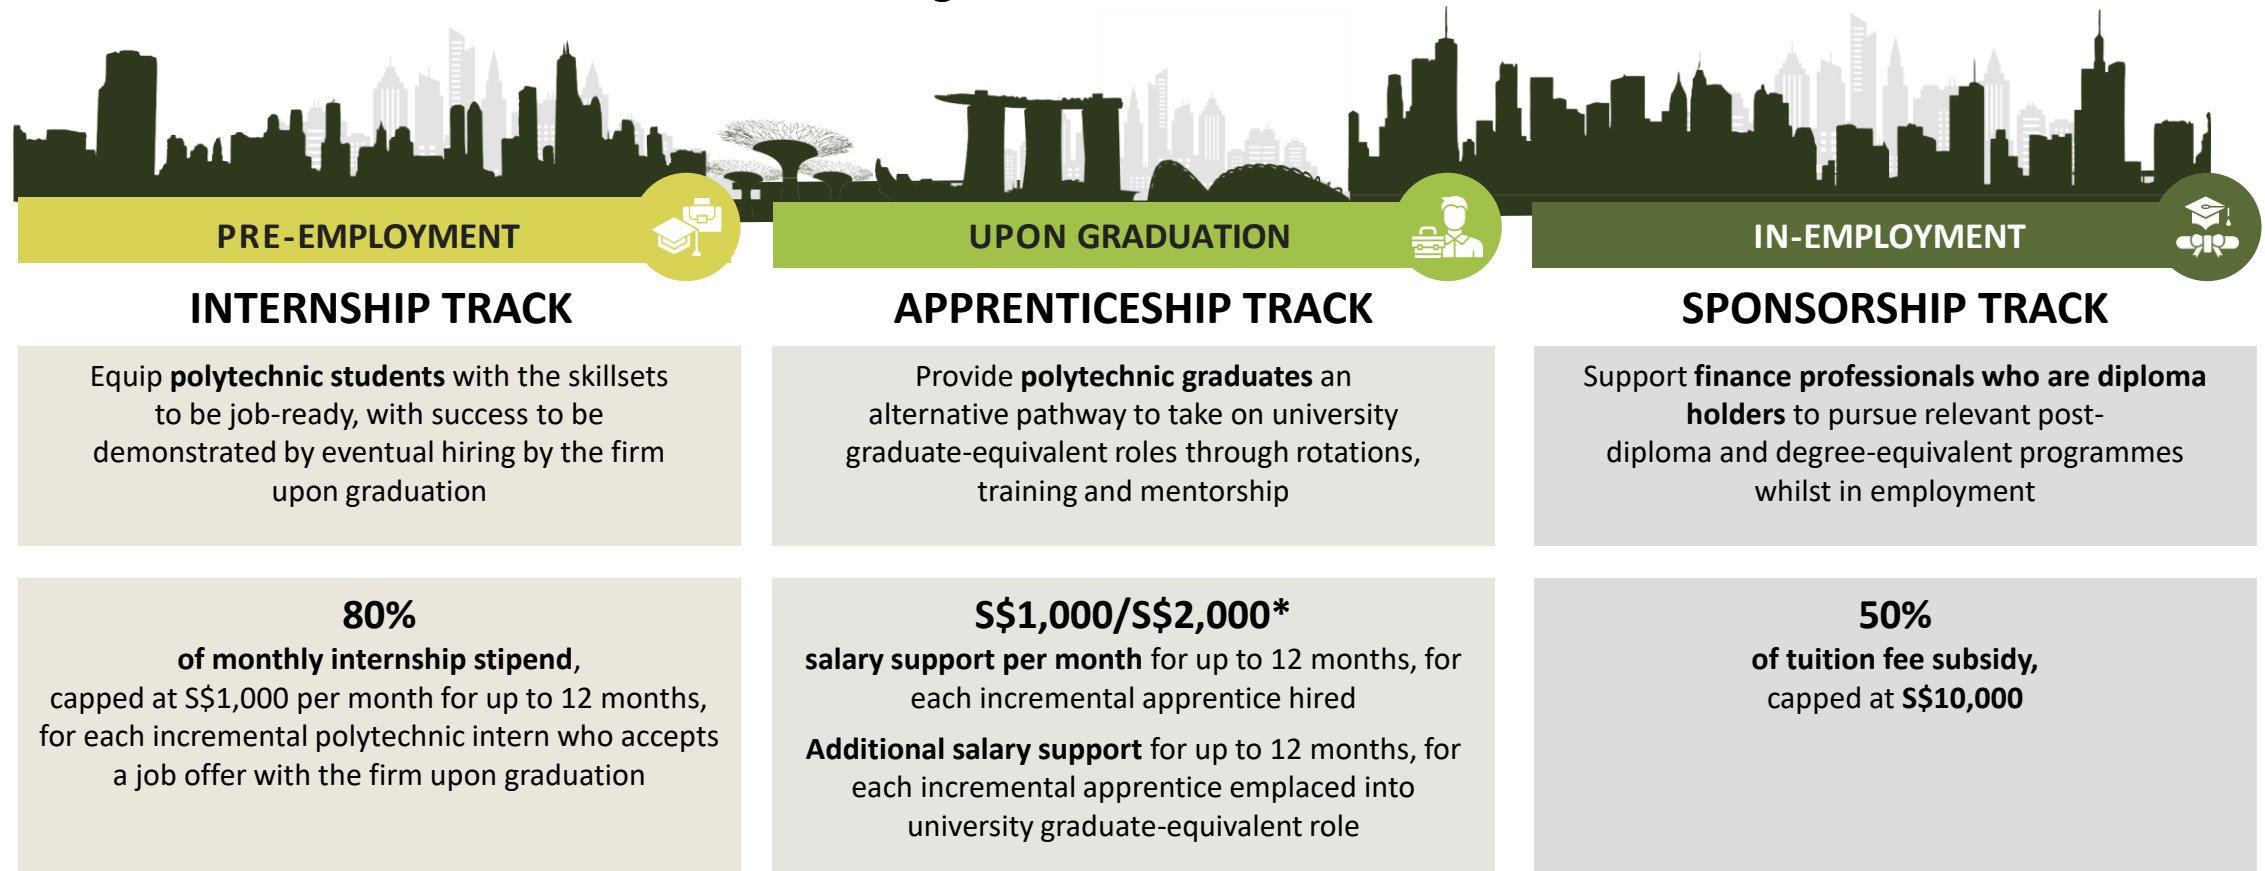 PRE-EMPLOYMENT
INTERNSHIP TRACK
Equip polytechnic students with the skillsets
to be job-ready, with success to be
demonstrated by eventual hiring by the firm
upon graduation
80%
of monthly internship stipend,
capped at S$1,000 per month for up to 12 months,
for each incremental polytechnic intern who accepts
a job offer with the firm upon graduation
UPON GRADUATION
APPRENTICESHIP TRACK
Provide polytechnic graduates an
alternative pathway to take on university
graduate-equivalent roles through rotations,
training and mentorship
S$1,000/S$2,000*
salary support per month for up to 12 months, for
each incremental apprentice hired
Additional salary support for up to 12 months, for
each incremental apprentice emplaced into
university graduate-equivalent role
IN-EMPLOYMENT
SPONSORSHIP TRACK
Support finance professionals who are diploma
holders to pursue relevant post-
diploma and degree-equivalent programmes
whilst in employment
50%
of tuition fee subsidy,
capped at S$10,000